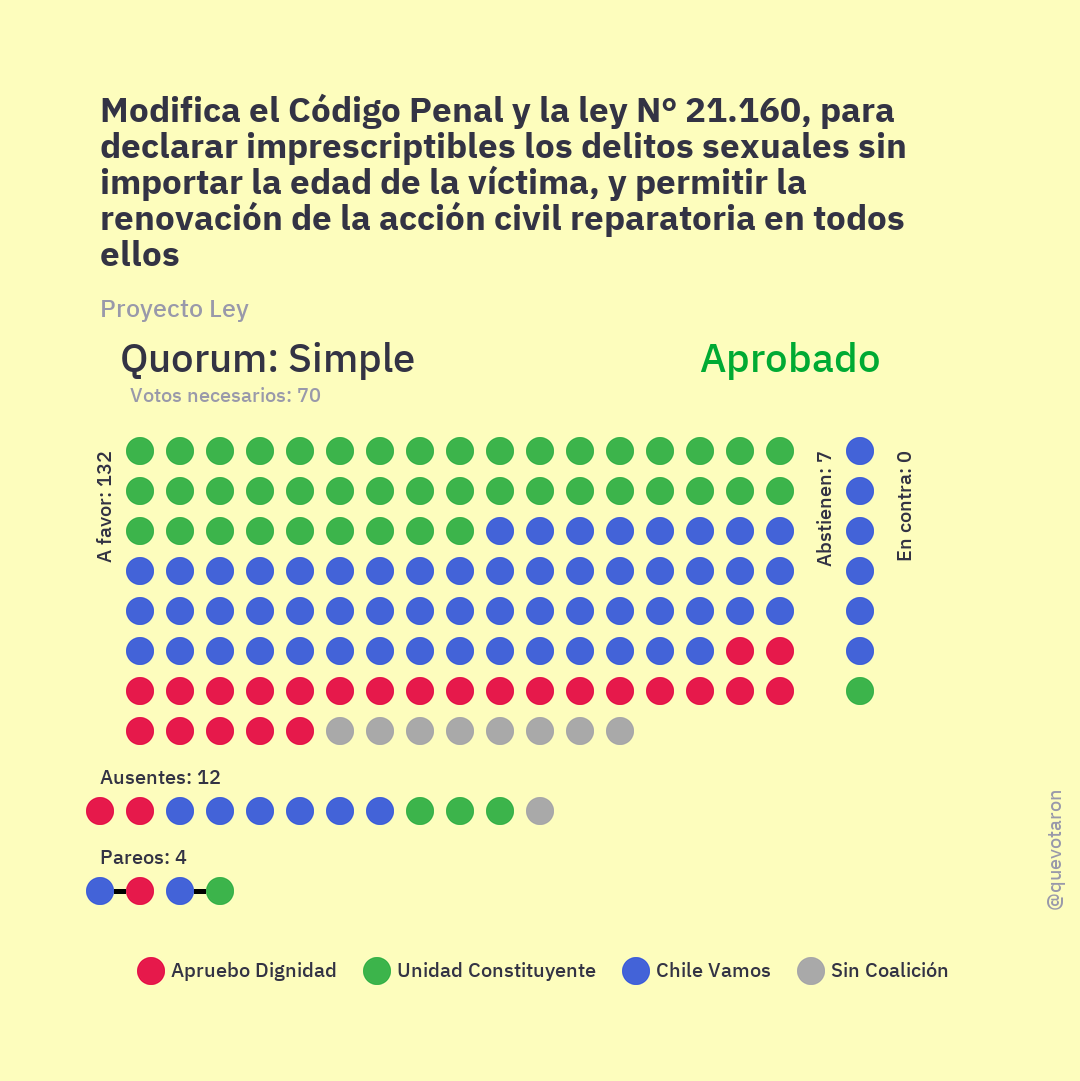 Modifica el Código Penal y la ley Nº 21.160, para
declarar imprescriptibles los delitos sexuales sin
importar la edad de la víctima, y permitir la
renovación de la acción civil reparatoria en todos
ellos
Proyecto Ley
Quorum: Simple
Aprobado
Votos necesarios: 70
A favor: 132
Abstienen: 7
En contra: 0
Ausentes: 12
Pareos: 4
@quevotaron
Apruebo Dignidad
Unidad Constituyente
Chile Vamos
Sin Coalición